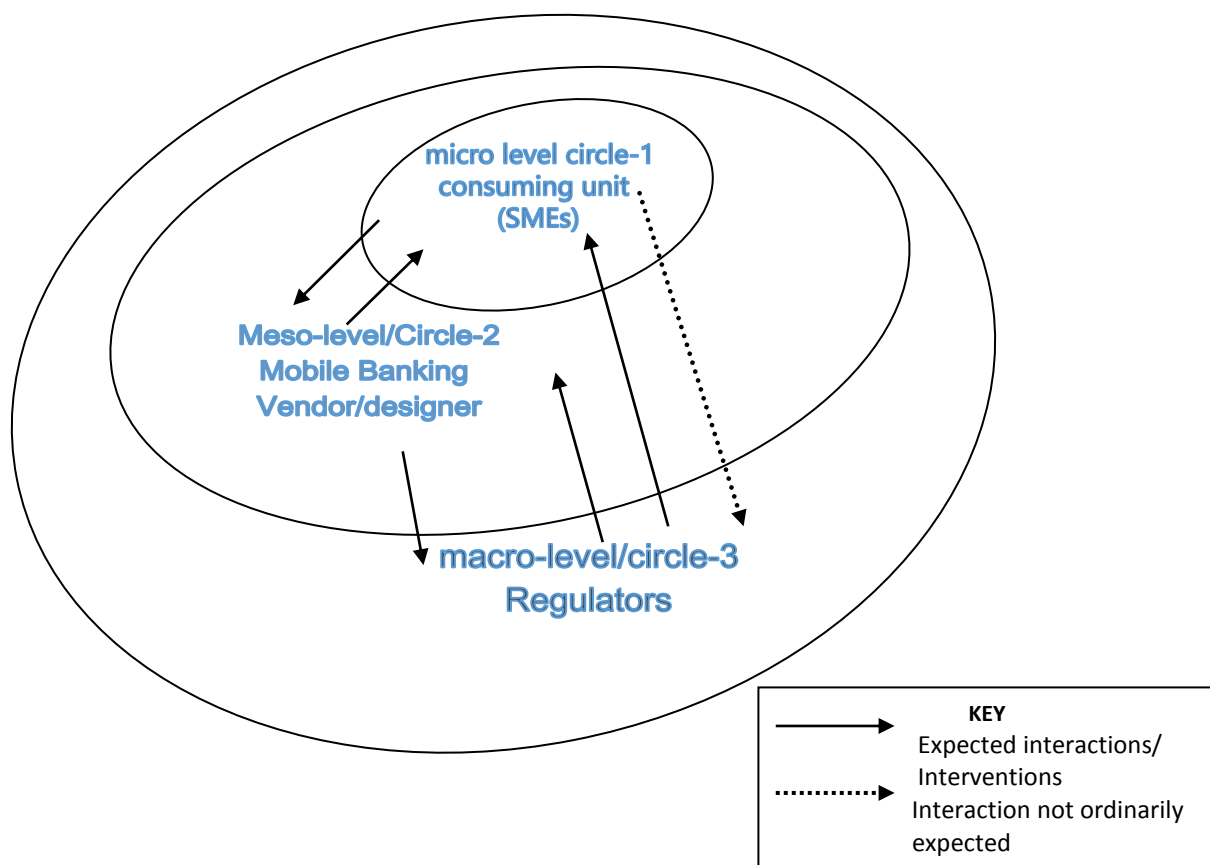 micro level circle-1
consuming unit
(SMEs)
Meso-level/Circle-2
Mobile Banking
Vendor/designer
macro-level/circle-3
Regulators
KEY
Expected interactions/
Interventions
Interaction not ordinarily
expected